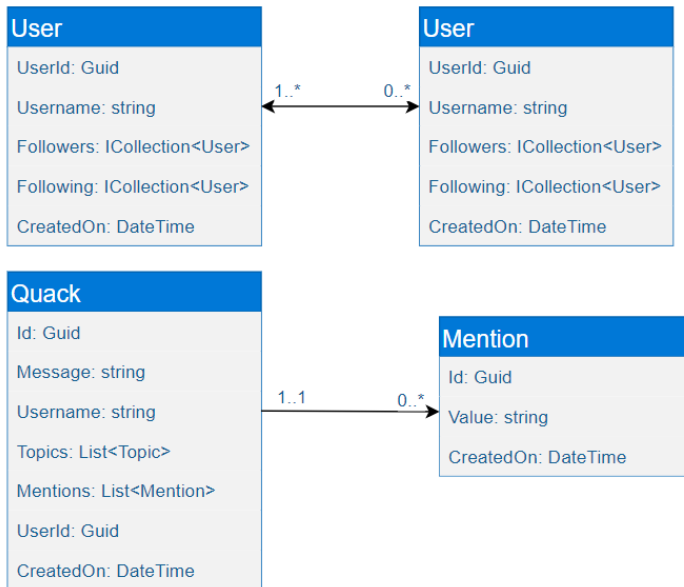 User
UserId: Guid
Username: string
Followers: ICollection<User>
Following: ICollection<User>
CreatedOn: DateTime
1..*
0..*
User
UserId: Guid
Username: string
Followers: ICollection<User>
Following: ICollection<User>
CreatedOn: DateTime
Quack
Id: Guid
Message: string
Username: string
Topics: List<Topic>
Mentions: List<Mention>
UserId: Guid
CreatedOn: DateTime
1..1
0..*
Mention
Id: Guid
Value: string
CreatedOn: DateTime